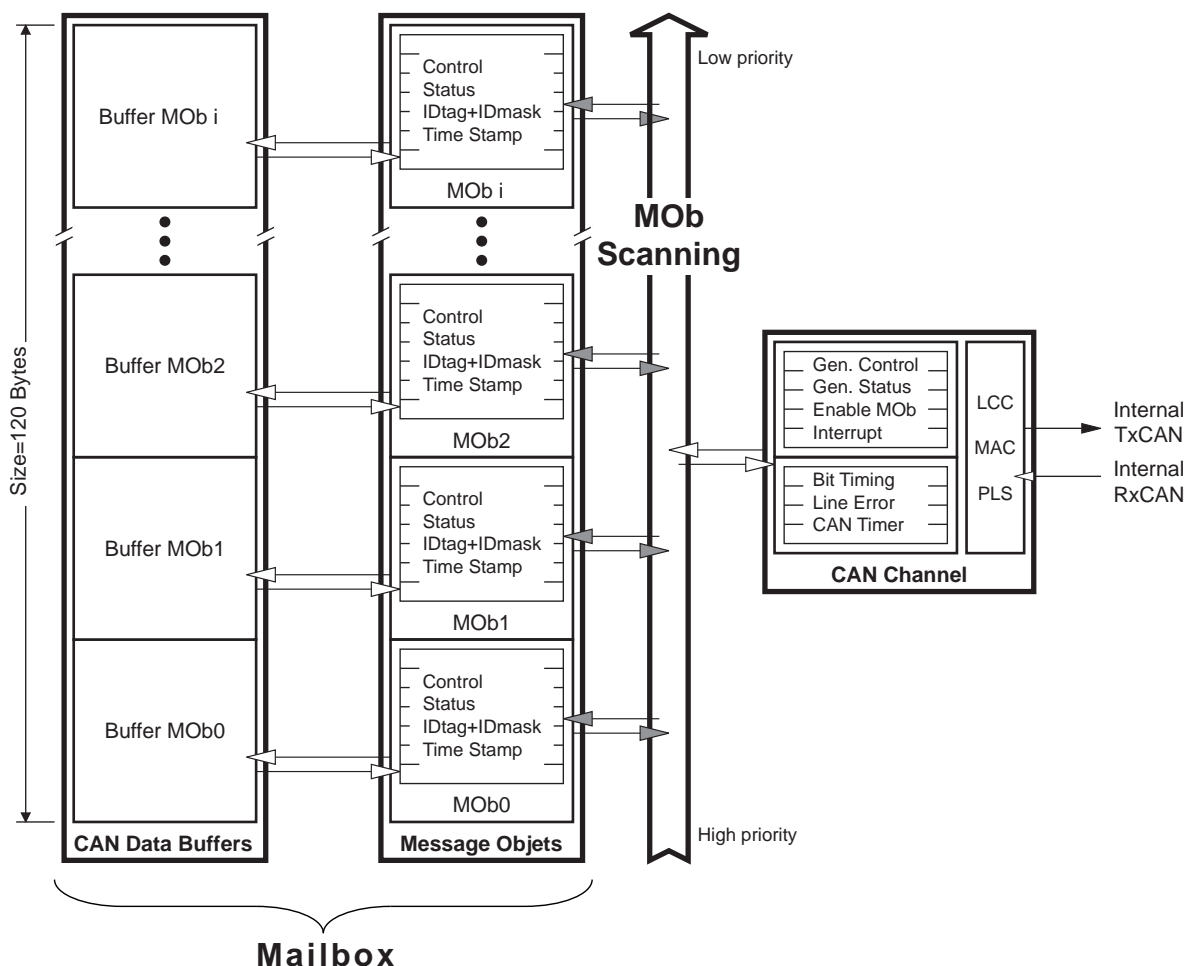 Size=120 Bytes
Buffer MOb i
Buffer MOb2
Buffer MOb1
Buffer MOb0
CAN Data Buffers
Control
Status
IDtag+IDmask
Time Stamp
MOb i
Control
Status
IDtag+IDmask
Time Stamp
MOb2
Control
Status
IDtag+IDmask
Time Stamp
MOb1
Control
Status
IDtag+IDmask
Time Stamp
MOb0
Message Objets
Mailbox
Low priority
MOb
Scanning
High priority
Gen. Control
Gen. Status
Enable MOb
Interrupt
Bit Timing
Line Error
CAN Timer
LCC
MAC
PLS
CAN Channel
Internal
TxCAN
Internal
RxCAN